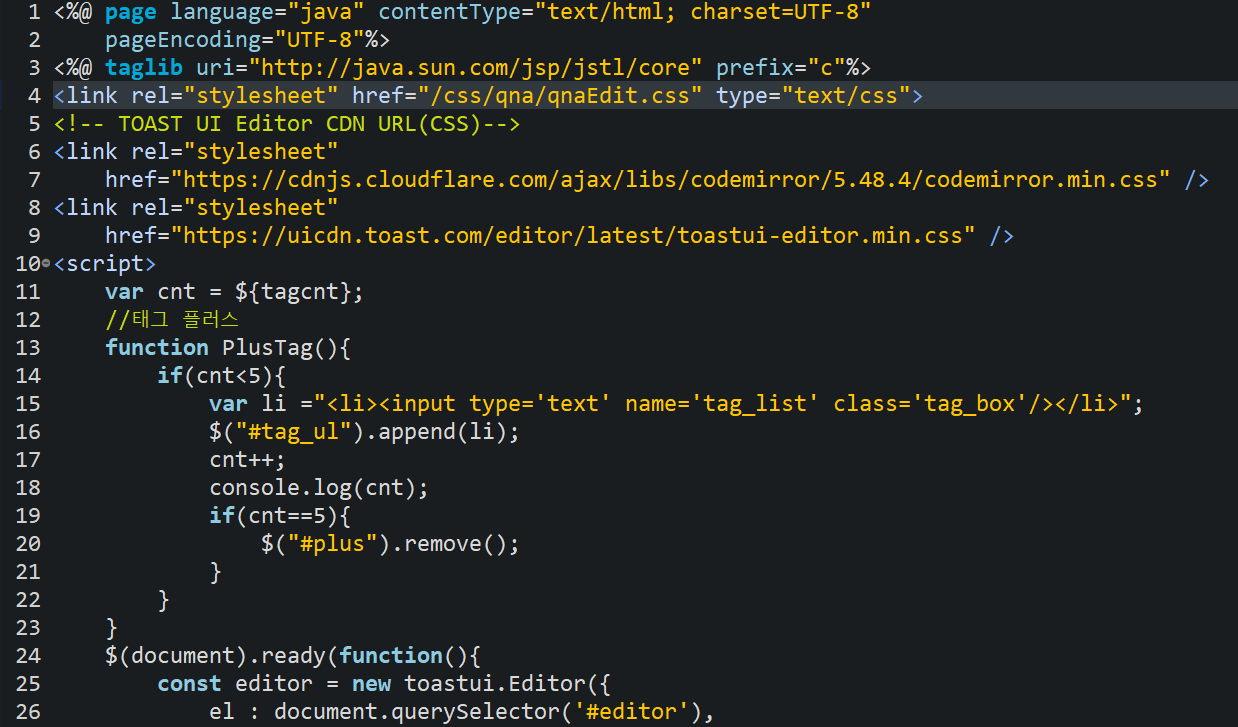 1 <%@ page language="java" contentType="text/html; charset=UTF-8"
2     pageEncoding="UTF-8"%>
3 <%@ taglib uri="http://java.sun.com/jsp/jstl/core" prefix="c"%>
4 <link rel="stylesheet" href="/css/qna/qnaEdit.css" type="text/css">
5 <!-- TOAST UI Editor CDN URL(CSS)-->
6 <link rel="stylesheet"
7     href="https://cdnjs.cloudflare.com/ajax/libs/codemirror/5.48.4/codemirror.min.css" />
8 <link rel="stylesheet"
9     href="https://uicdn.toast.com/editor/latest/toastui-editor.min.css" />
10 <script>
11     var cnt = ${tagcnt};
12     //태그 플러스
13     function PlusTag(){
14         if(cnt<5){
15             var li ="<li><input type='text' name='tag_list' class='tag_box'/></li>";
16             $("#tag_ul").append(li);
17             cnt++;
18             console.log(cnt);
19             if(cnt==5){
20                 $("#plus").remove();
21             }
22         }
23     }
24     $(document).ready(function(){
25         const editor = new toastui.Editor({
26             el : document.querySelector('#editor'),